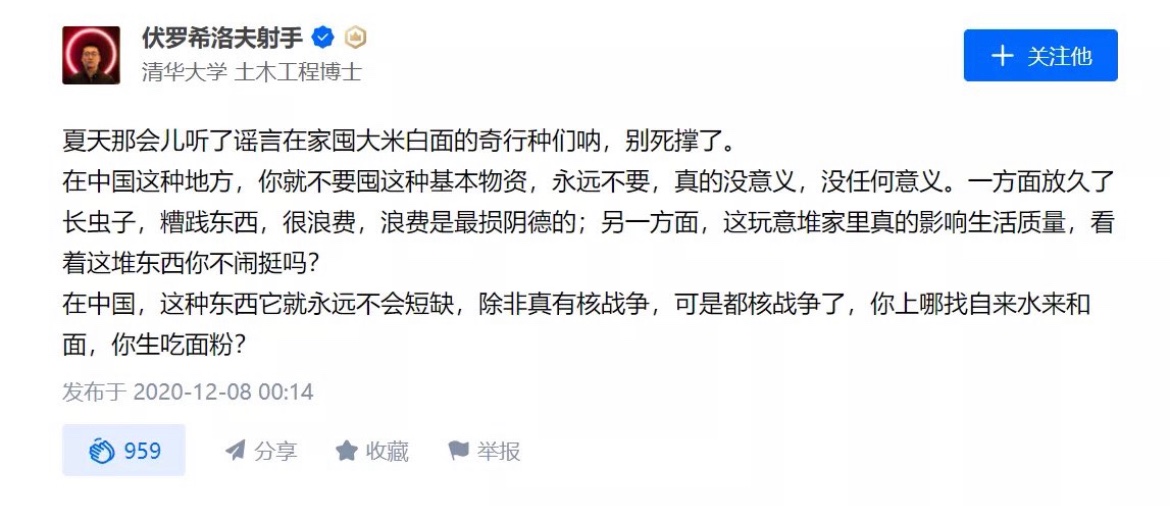 伏罗希洛夫射手
清华大学 土木工程博士
关注他
夏天那会儿听了谣言在家囤大米白面的奇行种们呐，别死撑了。
在中国这种地方，你就不要囤这种基本物资，永远不要，真的没意义，没任何意义。一方面放久了
长虫子，糟践东西，很浪费，浪费是最损阴德的；另一方面，这玩意堆家里真的影响生活质量，看
着这堆东西你不闹挺吗？
在中国，这种东西它就永远不会短缺，除非真有核战争，可是都核战争了，你上哪找自来水来和
面，你生吃面粉？
发布于 2020-12-08 00:14
959 分享 收藏 举报